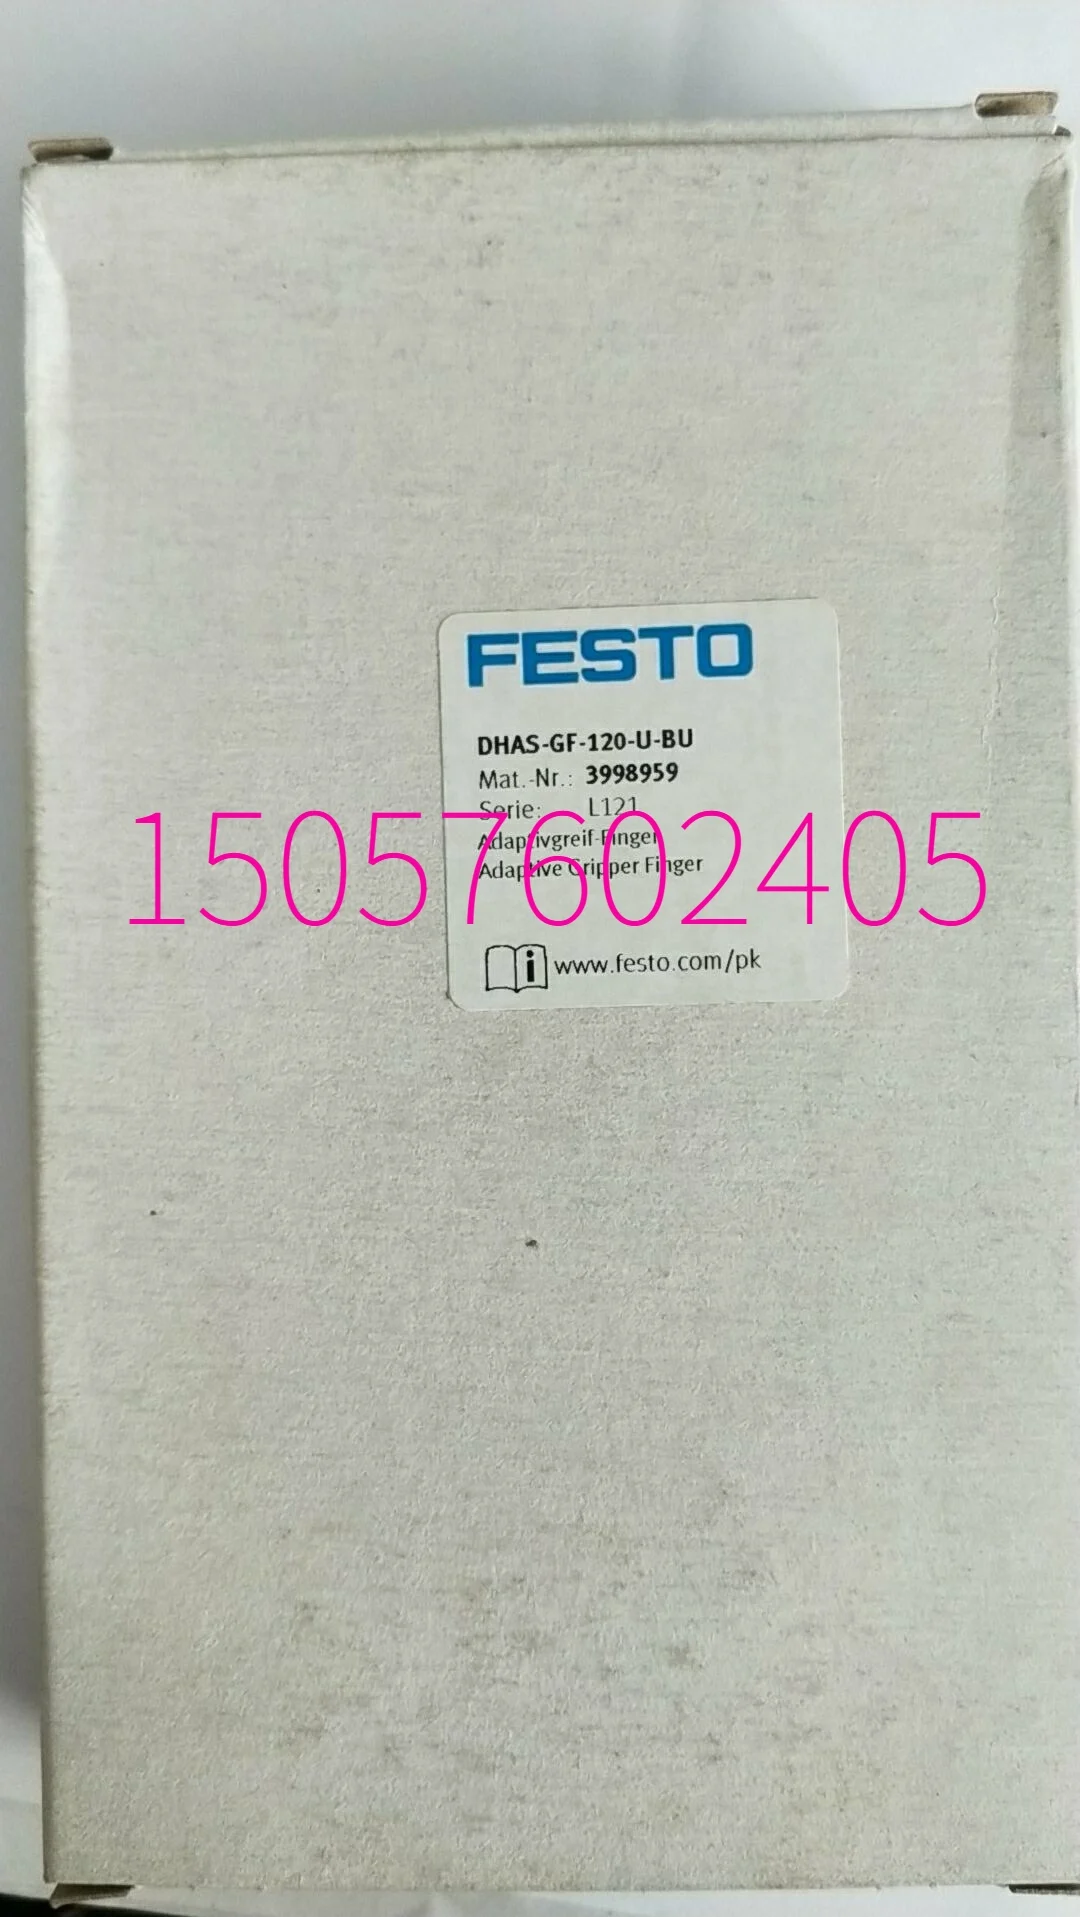 FESTO
DHAS-GF-120-U-BU
Mat.-Nr.: 3998959
Serie: L121
Adaptivgreif-Finger
Adaptive Gripper Finger
15057602405
i www.festo.com/pk